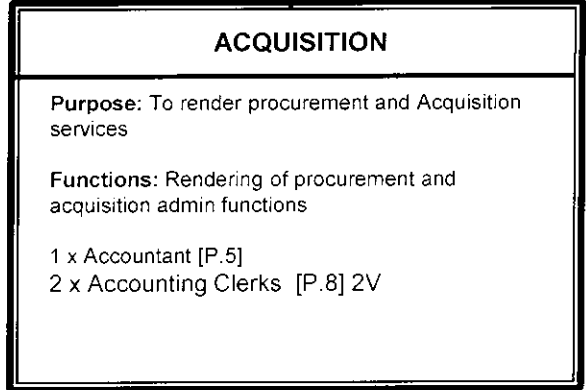 ACQUISITION
Purpose: To render procurement and Acquisition
services
Functions: Rendering of procurement and
acquisition admin functions
1 x Accountant [P.5]
2 x Accounting Clerks [P.8] 2V